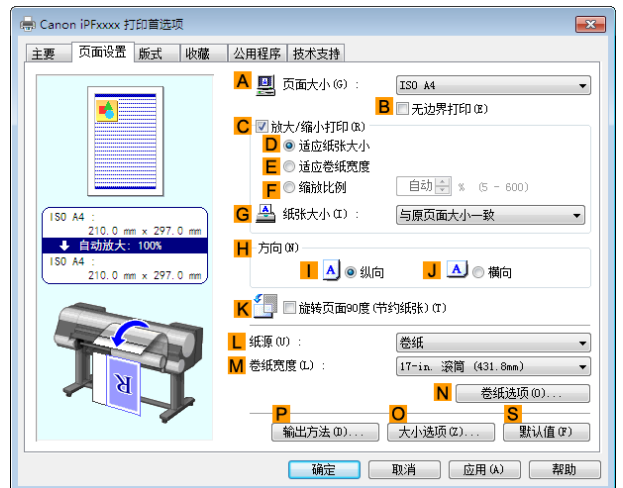 Canon iPFxxxx 打印首选项
主要 页面设置 版式 收藏 公用程序 技术支持
A 页面大小(G) : ISO A4
B 无边界打印(E)
C 放大/缩小打印(R)
D 适应纸张大小
E 适应卷纸宽度
F 缩放比例 自动 % (5 - 600)
ISO A4 :
210.0 mm x 297.0 mm
自动放大: 100%
ISO A4 :
210.0 mm x 297.0 mm
G 纸张大小(I) : 与原页面大小一致
H 方向(N)
I A 纵向 J A 横向
K 旋转页面90度(节约纸张)(T)
L 纸源(U) : 卷纸
M 卷纸宽度(L) : 17-in. 滚筒 (431.8mm)
R
N 卷纸选项(O)...
P O S
输出方法(D)... 大小选项(Z)... 默认值(F)
确定 取消 应用(A) 帮助